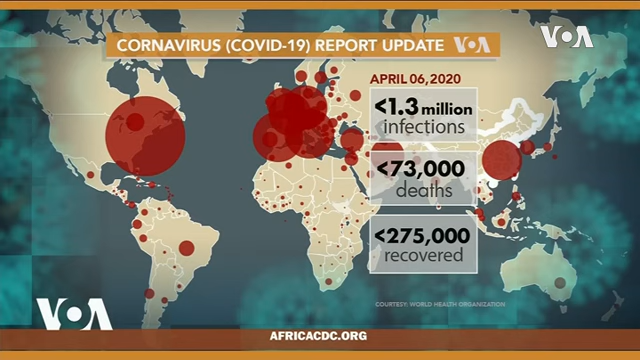 CORNAVIRUS (COVID-19) REPORT UPDATE VOA
VOA
APRIL 06, 2020
<1.3 million
infections
<73,000
deaths
<275,000
recovered
COURTESY: WORLD HEALTH ORGANIZATION
VOA
AFRICACDC.ORG